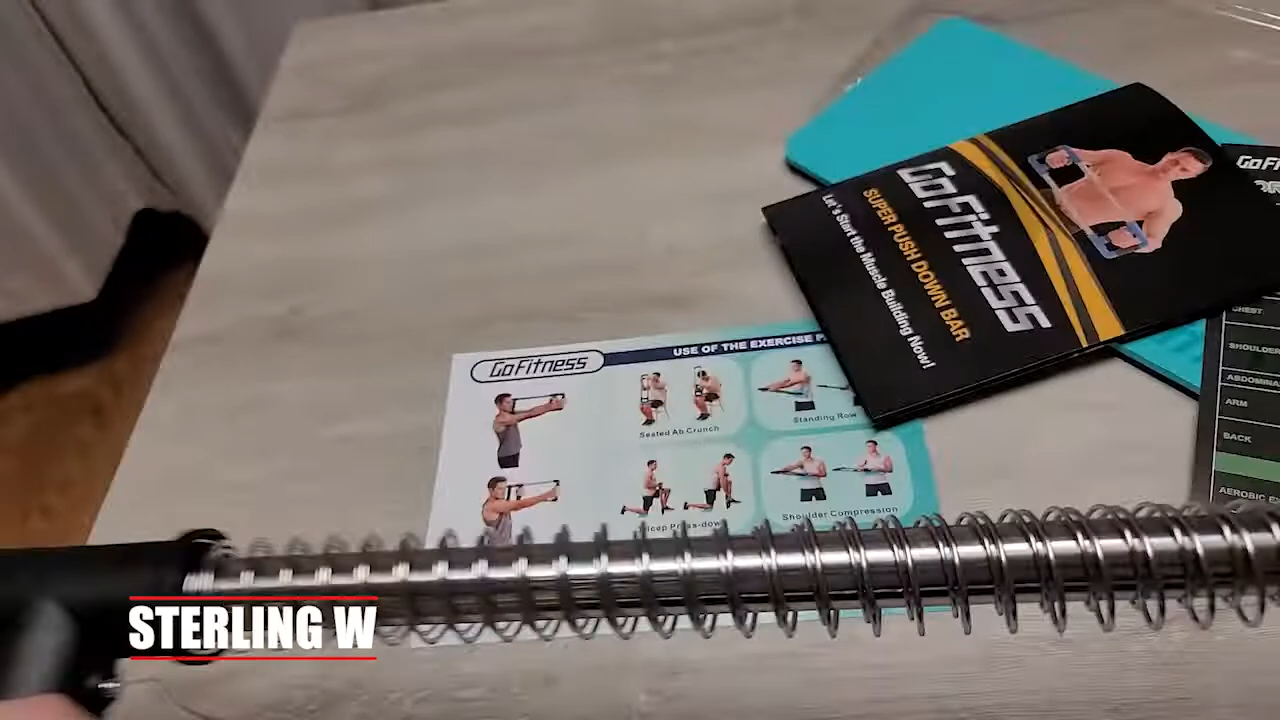 GoFitness
SUPER PUSH DOWN BAR
Let's Start the Muscle Building Now!
GoFitness
USE OF THE EXERCISE
Seated Ab Crunch
Standing Row
Shoulder Compression
CHEST
SHOULDER
ARM
BACK
AEROBIC
STERLING W